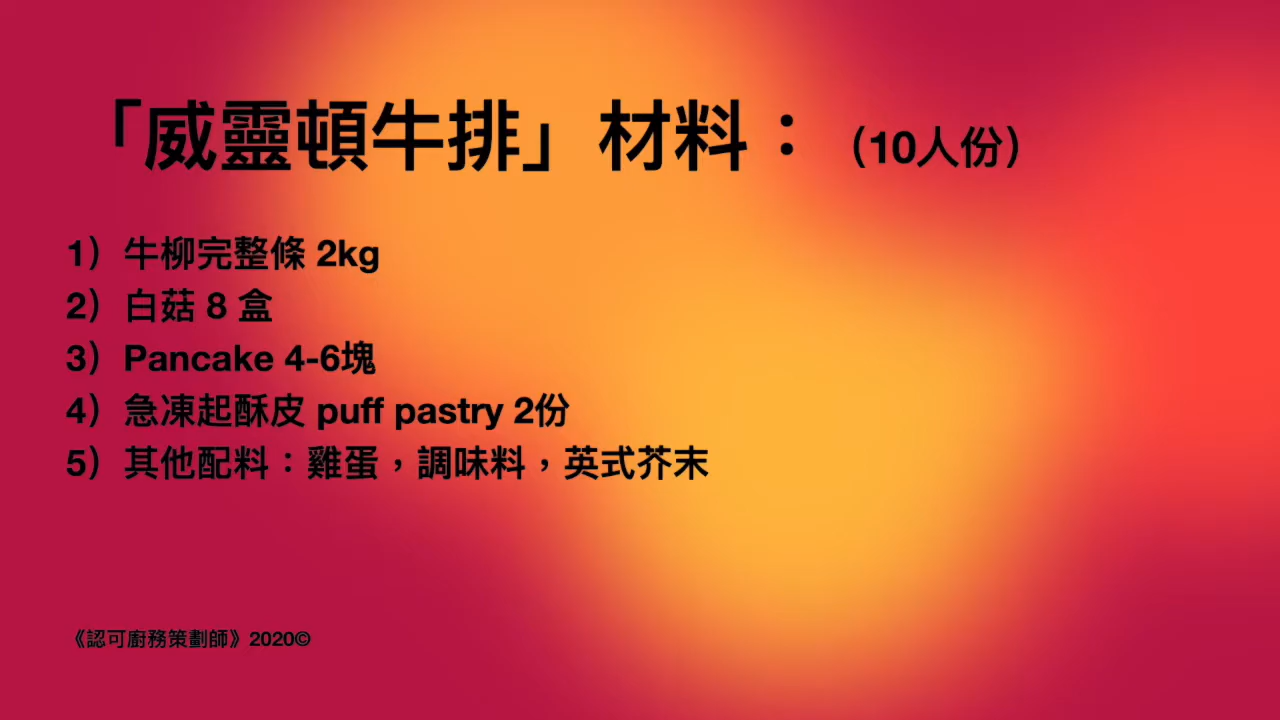 「威靈頓牛排」材料：（10人份）
1）牛柳完整條 2kg
2）白菇 8 盒
3）Pancake 4-6塊
4）急凍起酥皮 puff pastry 2份
5）其他配料：雞蛋，調味料，英式芥末
《認可廚務策劃師》2020©